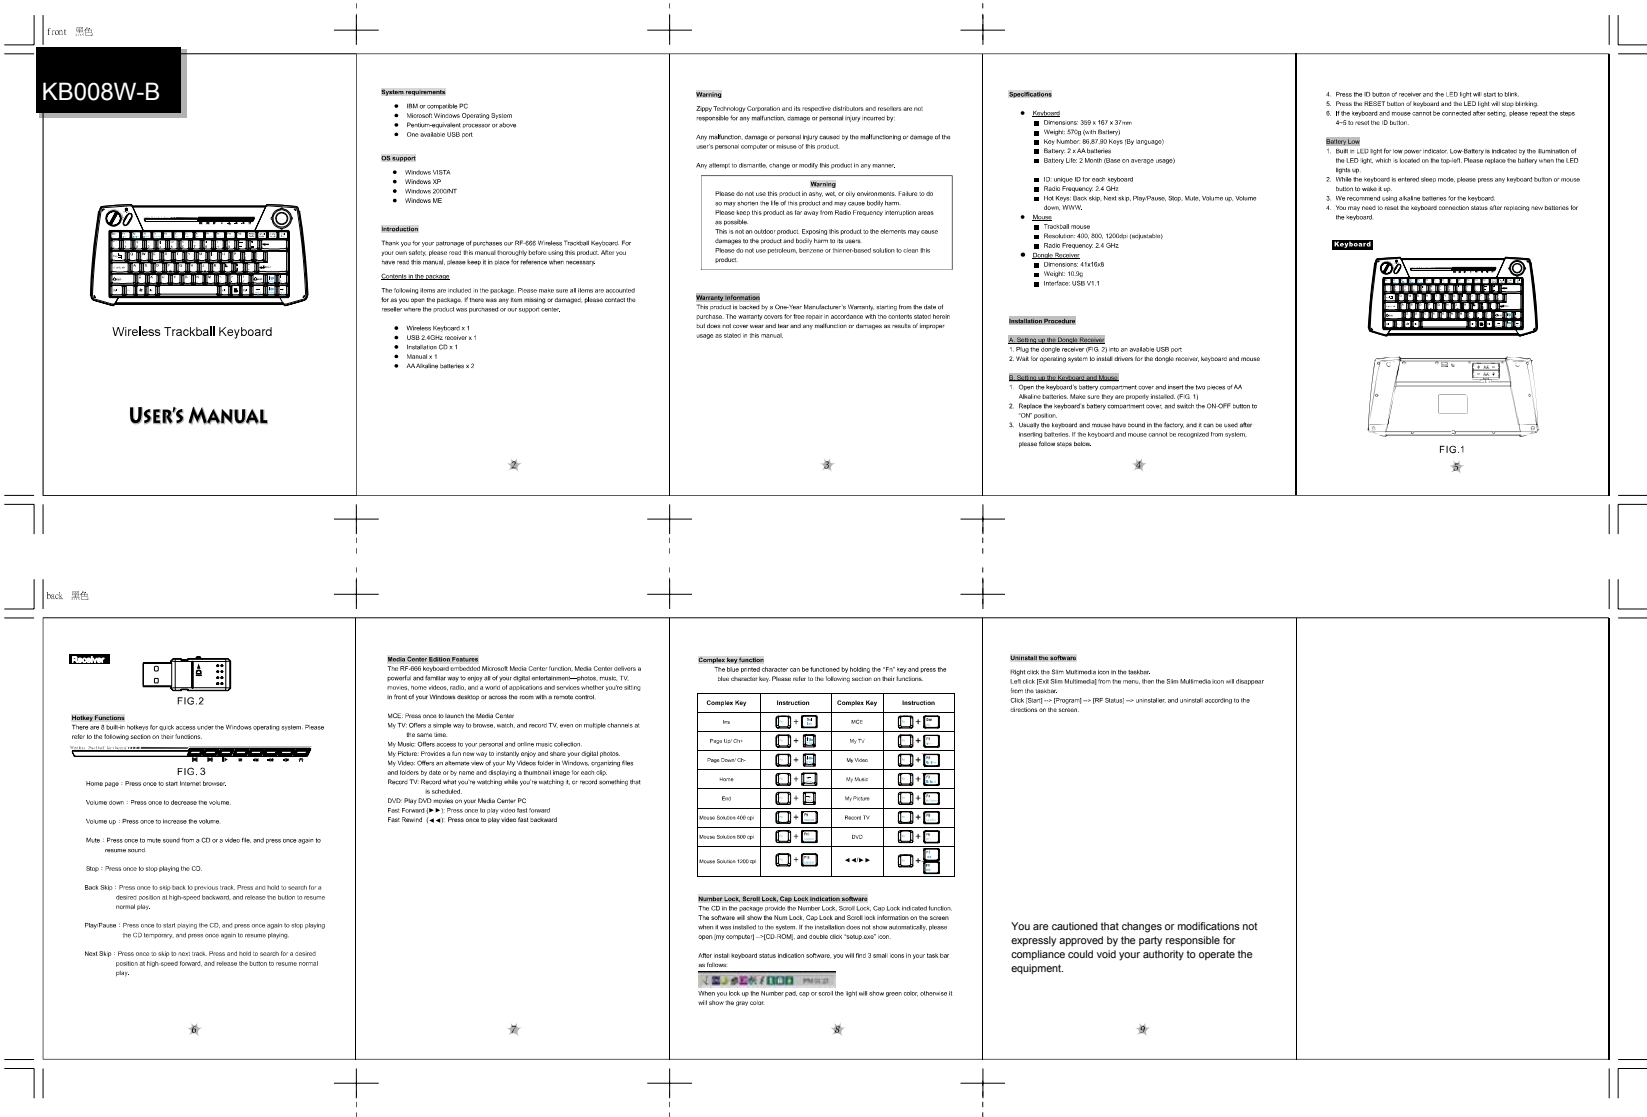 front 黑色
KB008W-B
Wireless Trackball Keyboard
USER'S MANUAL
System requirements
● IBM or compatible PC
● Microsoft Windows Operating System
● Pentium-equivalent processor or above
● One available USB port
OS support
● Windows VISTA
● Windows XP
● Windows 2000/NT
● Windows ME
Introduction
Thank you for your patronage of purchases our RF-666 Wireless Trackball Keyboard. For
your own safety, please read this manual thoroughly before using this product. After you
have read this manual, please keep it in place for reference when necessary.
Contents in the package
The following items are included in the package. Please make sure all items are accounted
for as you open the package. If there was any item missing or damaged, please contact the
reseller where the product was purchased or our support center.
● Wireless Keyboard x 1
● USB 2.4GHz receiver x 1
● Installation CD x 1
● Manual x 1
● AA Alkaline batteries x 2
2
Warning
Zippy Technology Corporation and its respective distributors and resellers are not
responsible for any malfunction, damage or personal injury incurred by:
Any malfunction, damage or personal injury caused by the malfunctioning or damage of the
user's personal computer or misuse of this product.
Any attempt to dismantle, change or modify this product in any manner.
Warning
Please do not use this product in ashy, wet, or oily environments. Failure to do
so may shorten the life of this product and may cause bodily harm.
Please keep this product as far away from Radio Frequency interruption areas
as possible.
This is not an outdoor product. Exposing this product to the elements may cause
damages to the product and bodily harm to its users.
Please do not use petroleum, benzene or thinner-based solution to clean this
product.
Warranty Information
This product is backed by a One-Year Manufacturer's Warranty, starting from the date of
purchase. The warranty covers for free repair in accordance with the contents stated herein
but does not cover wear and tear and any malfunction or damages as results of improper
usage as stated in this manual.
3
Specifications
● Keyboard
■ Dimensions: 359 x 167 x 37mm
■ Weight: 570g (with Battery)
■ Key Number: 86,87,90 Keys (By language)
■ Battery: 2 x AA batteries
■ Battery Life: 2 Month (Base on average usage)
■ ID: unique ID for each keyboard
■ Radio Frequency: 2.4 GHz
■ Hot Keys: Back skip, Next skip, Play/Pause, Stop, Mute, Volume up, Volume
down, WWW.
● Mouse
■ Trackball mouse
■ Resolution: 400, 800, 1200dpi (adjustable)
■ Radio Frequency: 2.4 GHz
● Dongle Receiver
■ Dimensions: 41x16x6
■ Weight: 10.9g
■ Interface: USB V1.1
Installation Procedure
A. Setting up the Dongle Receiver
1. Plug the dongle receiver (FIG. 2) into an available USB port
2. Wait for operating system to install drivers for the dongle receiver, keyboard and mouse
B. Setting up the Keyboard and Mouse
1. Open the keyboard's battery compartment cover and insert the two pieces of AA
Alkaline batteries. Make sure they are properly installed. (FIG. 1)
2. Replace the keyboard's battery compartment cover, and switch the ON-OFF button to
"ON" position.
3. Usually the keyboard and mouse have bound in the factory, and it can be used after
inserting batteries. If the keyboard and mouse cannot be recognized from system,
please follow steps below.
4
4. Press the ID button of receiver and the LED light will start to blink.
5. Press the RESET button of keyboard and the LED light will stop blinking.
6. If the keyboard and mouse cannot be connected after setting, please repeat the steps
4~5 to reset the ID button.
Battery Low
1. Built in LED light for low power indicator. Low-Battery is indicated by the illumination of
the LED light, which is located on the top-left. Please replace the battery when the LED
lights up.
2. While the keyboard is entered sleep mode, please press any keyboard button or mouse
button to wake it up.
3. We recommend using alkaline batteries for the keyboard.
4. You may need to reset the keyboard connection status after replacing new batteries for
the keyboard.
Keyboard
FIG.1
5
back 黑色
Receiver
FIG.2
Hotkey Functions
There are 8 built-in hotkeys for quick access under the Windows operating system. Please
refer to the following section on their functions.
FIG. 3
Home page : Press once to start Internet browser.
Volume down : Press once to decrease the volume.
Volume up : Press once to increase the volume.
Mute : Press once to mute sound from a CD or a video file, and press once again to
resume sound.
Stop : Press once to stop playing the CD.
Back Skip : Press once to skip back to previous track. Press and hold to search for a
desired position at high-speed backward, and release the button to resume
normal play.
Play/Pause : Press once to start playing the CD, and press once again to stop playing
the CD temporary, and press once again to resume playing.
Next Skip : Press once to skip to next track. Press and hold to search for a desired
position at high-speed forward, and release the button to resume normal
play.
6
Media Center Edition Features
The RF-666 keyboard embedded Microsoft Media Center function, Media Center delivers a
powerful and familiar way to enjoy all of your digital entertainment—photos, music, TV,
movies, home videos, radio, and a world of applications and services whether you're sitting
in front of your Windows desktop or across the room with a remote control.
MCE: Press once to launch the Media Center
My TV: Offers a simple way to browse, watch, and record TV, even on multiple channels at
the same time.
My Music: Offers access to your personal and online music collection.
My Picture: Provides a fun new way to instantly enjoy and share your digital photos.
My Video: Offers an alternate view of your My Videos folder in Windows, organizing files
and folders by date or by name and displaying a thumbnail image for each clip.
Record TV: Record what you're watching while you're watching it, or record something that
is scheduled.
DVD: Play DVD movies on your Media Center PC
Fast Forward (►►): Press once to play video fast forward
Fast Rewind (◄◄): Press once to play video fast backward
7
Complex key function
The blue printed character can be functioned by holding the "Fn" key and press the
blue character key. Please refer to the following section on their functions.
Complex Key Instruction Complex Key Instruction
Ins + MCE +
Page Up/ Ch+ + My TV +
Page Down/ Ch- + My Video +
Home + My Music +
End + My Picture +
Mouse Solution 400 cpi + Record TV +
Mouse Solution 800 cpi + DVD +
Mouse Solution 1200 cpi + ◄◄/►► +
Number Lock, Scroll Lock, Cap Lock indication software
The CD in the package provide the Number Lock, Scroll Lock, Cap Lock indicated function.
The software will show the Num Lock, Cap Lock and Scroll lock information on the screen
when it was installed to the system. If the installation does not show automatically, please
open [my computer] -->[CD-ROM], and double click "setup.exe" icon.
After install keyboard status indication software, you will find 3 small icons in your task bar
as follows:
When you lock up the Number pad, cap or scroll the light will show green color, otherwise it
will show the gray color.
8
Uninstall the software
Right click the Slim Multimedia icon in the taskbar.
Left click [Exit Slim Multimedia] from the menu, then the Slim Multimedia icon will disappear
from the taskbar.
Click [Start] --> [Program] --> [RF Status] --> uninstaller, and uninstall according to the
directions on the screen.
You are cautioned that changes or modifications not
expressly approved by the party responsible for
compliance could void your authority to operate the
equipment.
9